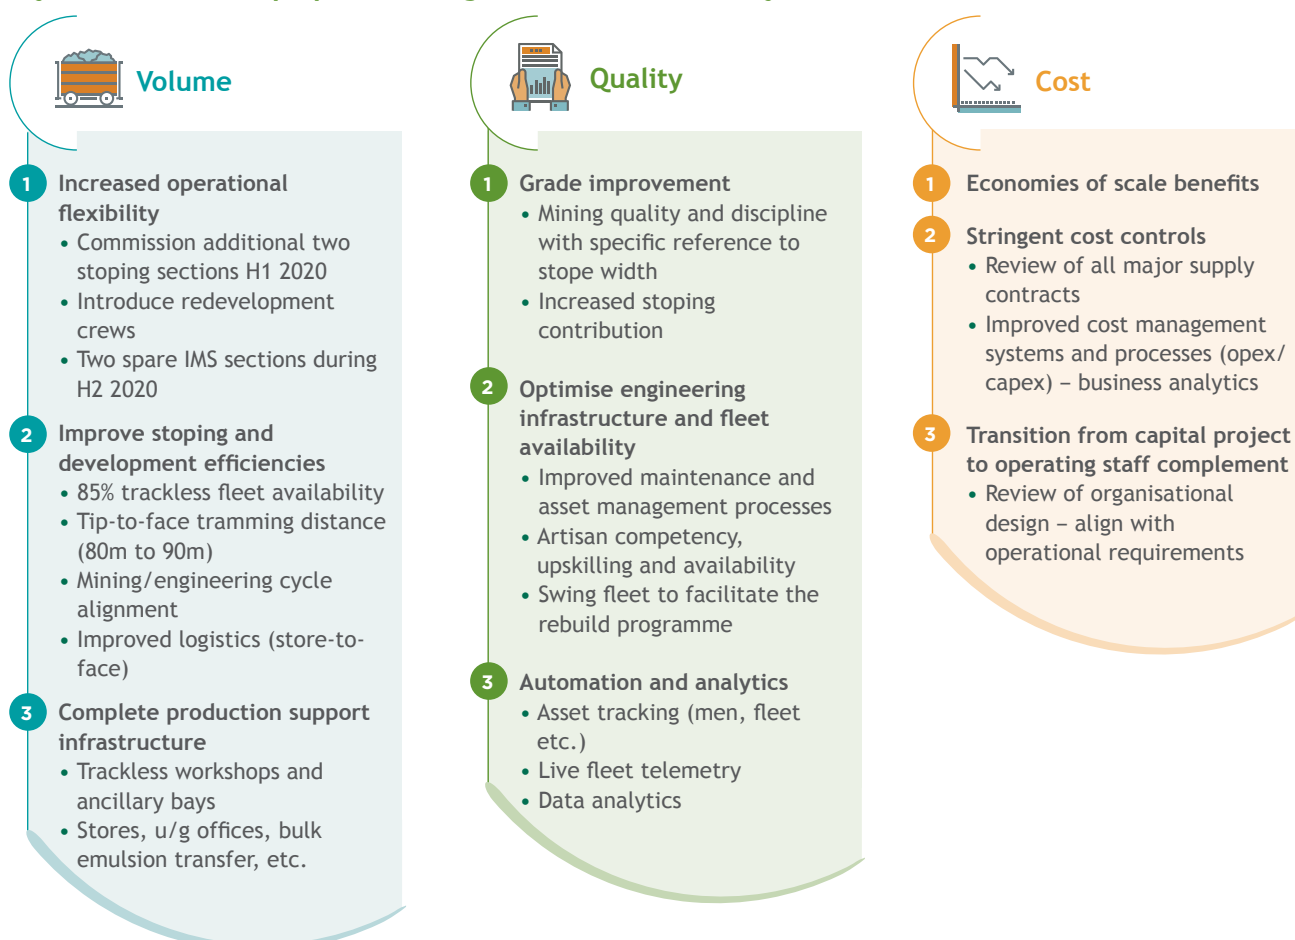 Volume
1
Increased operational
flexibility
• Commission additional two
stoping sections H1 2020
• Introduce redevelopment
crews
• Two spare IMS sections during
H2 2020
2
Improve stoping and
development efficiencies
• 85% trackless fleet availability
• Tip-to-face tramming distance
(80m to 90m)
• Mining/engineering cycle
alignment
• Improved logistics (store-to-
face)
3
Complete production support
infrastructure
• Trackless workshops and
ancillary bays
• Stores, u/g offices, bulk
emulsion transfer, etc.
Quality
1
Grade improvement
• Mining quality and discipline
with specific reference to
stope width
• Increased stoping
contribution
2
Optimise engineering
infrastructure and fleet
availability
• Improved maintenance and
asset management processes
• Artisan competency,
upskilling and availability
• Swing fleet to facilitate the
rebuild programme
3
Automation and analytics
• Asset tracking (men, fleet
etc.)
• Live fleet telemetry
• Data analytics
Cost
1
Economies of scale benefits
2
Stringent cost controls
• Review of all major supply
contracts
• Improved cost management
systems and processes (opex/
capex) – business analytics
3
Transition from capital project
to operating staff complement
• Review of organisational
design – align with
operational requirements